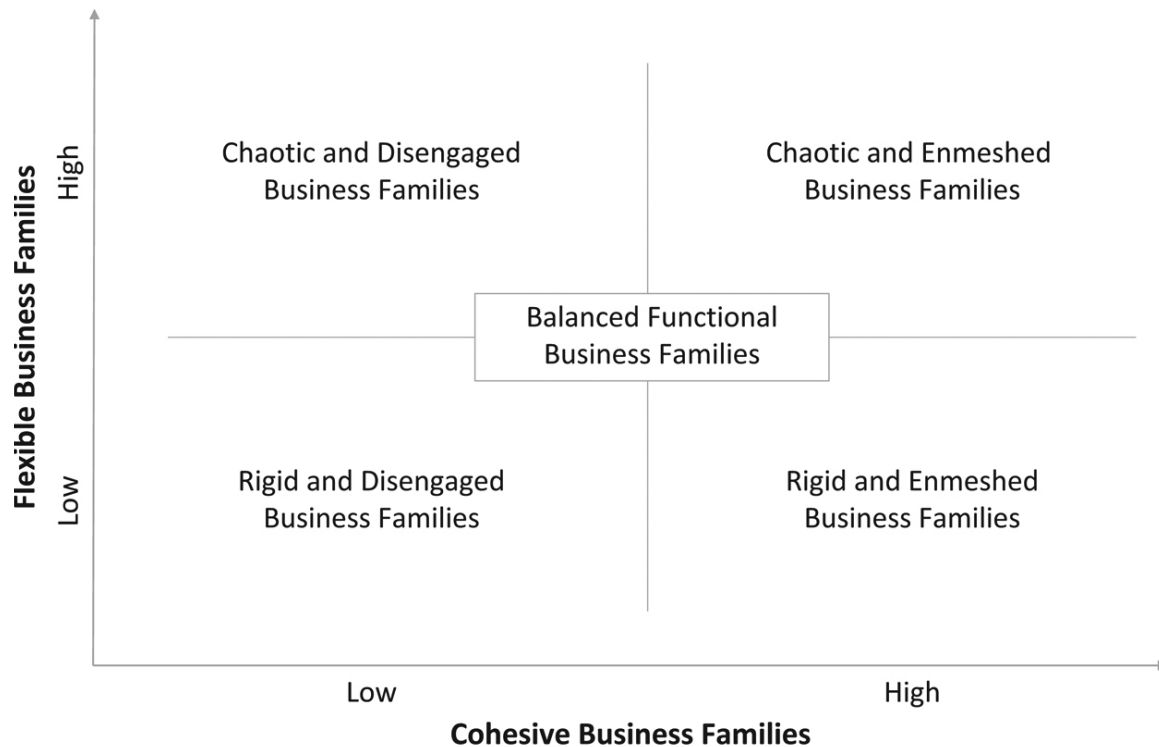 Flexible Business Families
High
Low
Chaotic and Disengaged
Business Families
Chaotic and Enmeshed
Business Families
Balanced Functional
Business Families
Rigid and Disengaged
Business Families
Rigid and Enmeshed
Business Families
Low
High
Cohesive Business Families